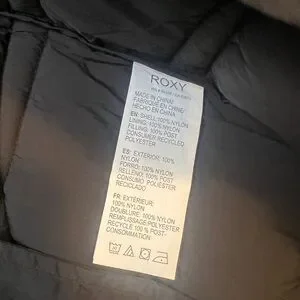 ROXY
MADE IN CHINA/
FABRIQUÉ EN CHINE/
HECHO EN CHINA
EN: SHELL:100% NYLON
LINING: 100% NYLON
FILLING: 100% POST
CONSUMER RECYCLED
POLYESTER
ES: EXTERIOR: 100%
NYLON
FORRO: 100% NYLON
RELLENO: 100% POST
CONSUMO POLYESTER
RECICLADO
FR: EXTÉRIEUR:
100% NYLON
DOUBLURE: 100% NYLON
REMPLISSAGE:POLYESTER
RECYCLÉ 100 % POST-
CONSOMMATION